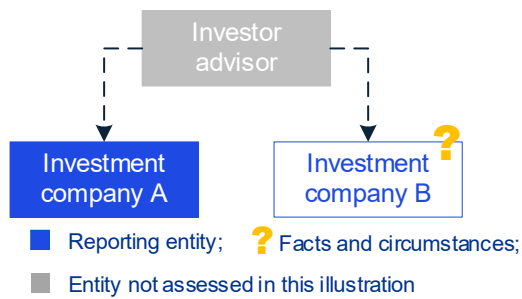 Investor
advisor
?
Investment
company A
Investment
company B
Reporting entity; ? Facts and circumstances;
Entity not assessed in this illustration